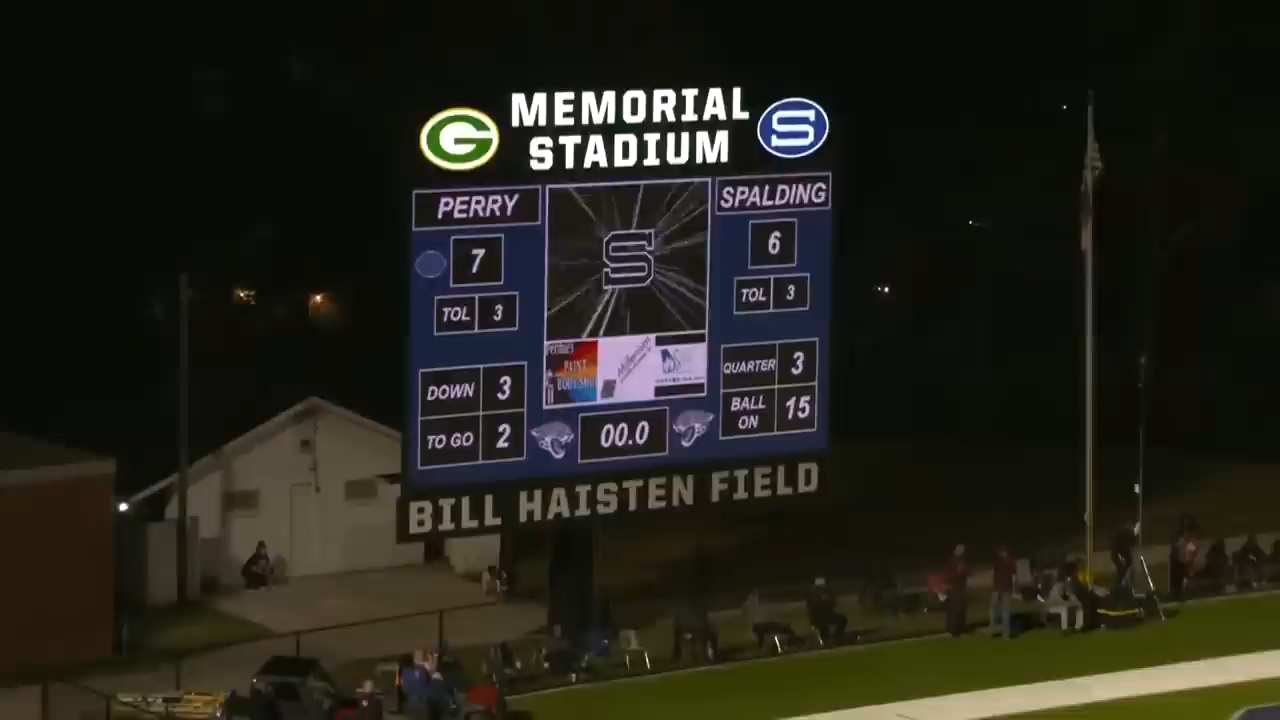 MEMORIAL
STADIUM
G
S
PERRY
SPALDING
7
6
TOL 3
TOL 3
S
PAINT
DOWN 3
TO GO 2
QUARTER 3
BALL ON 15
00.0
BILL HAISTEN FIELD